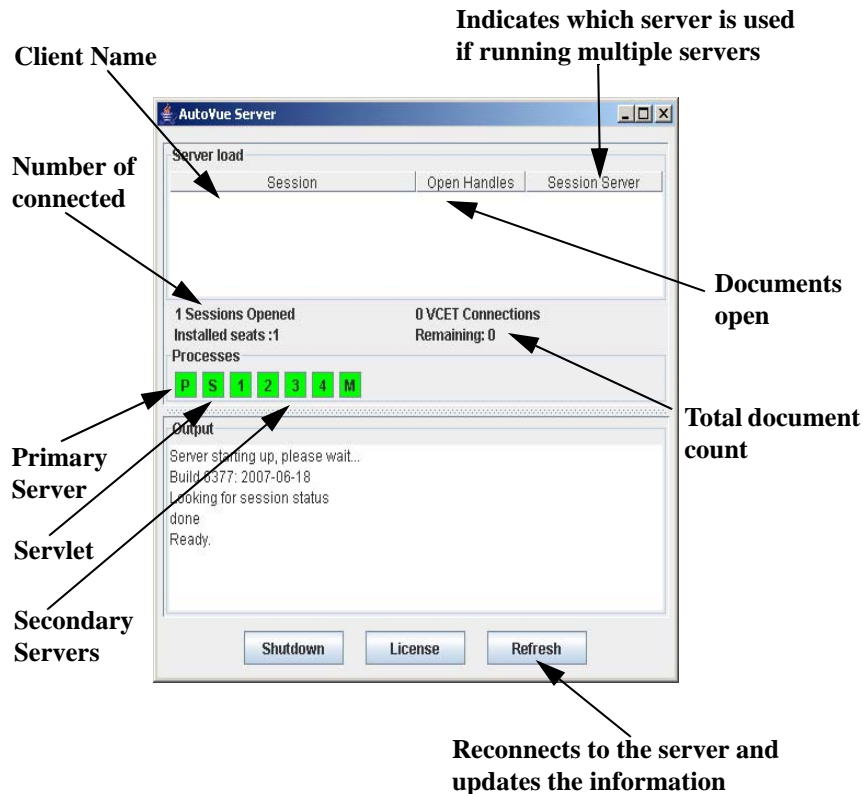 Indicates which server is used
if running multiple servers
Client Name
AutoVue Server
Server load
Number of
connected
Session
Open Handles
Session Server
Documents
open
1 Sessions Opened
0 VCET Connections
Installed seats :1
Remaining: 0
Processes
P S 1 2 3 4 M
Total document
count
Output
Primary
Server
Server starting up, please wait...
Build 6377: 2007-06-18
Looking for session status
done
Ready.
Servlet
Secondary
Servers
Shutdown
License
Refresh
Reconnects to the server and
updates the information